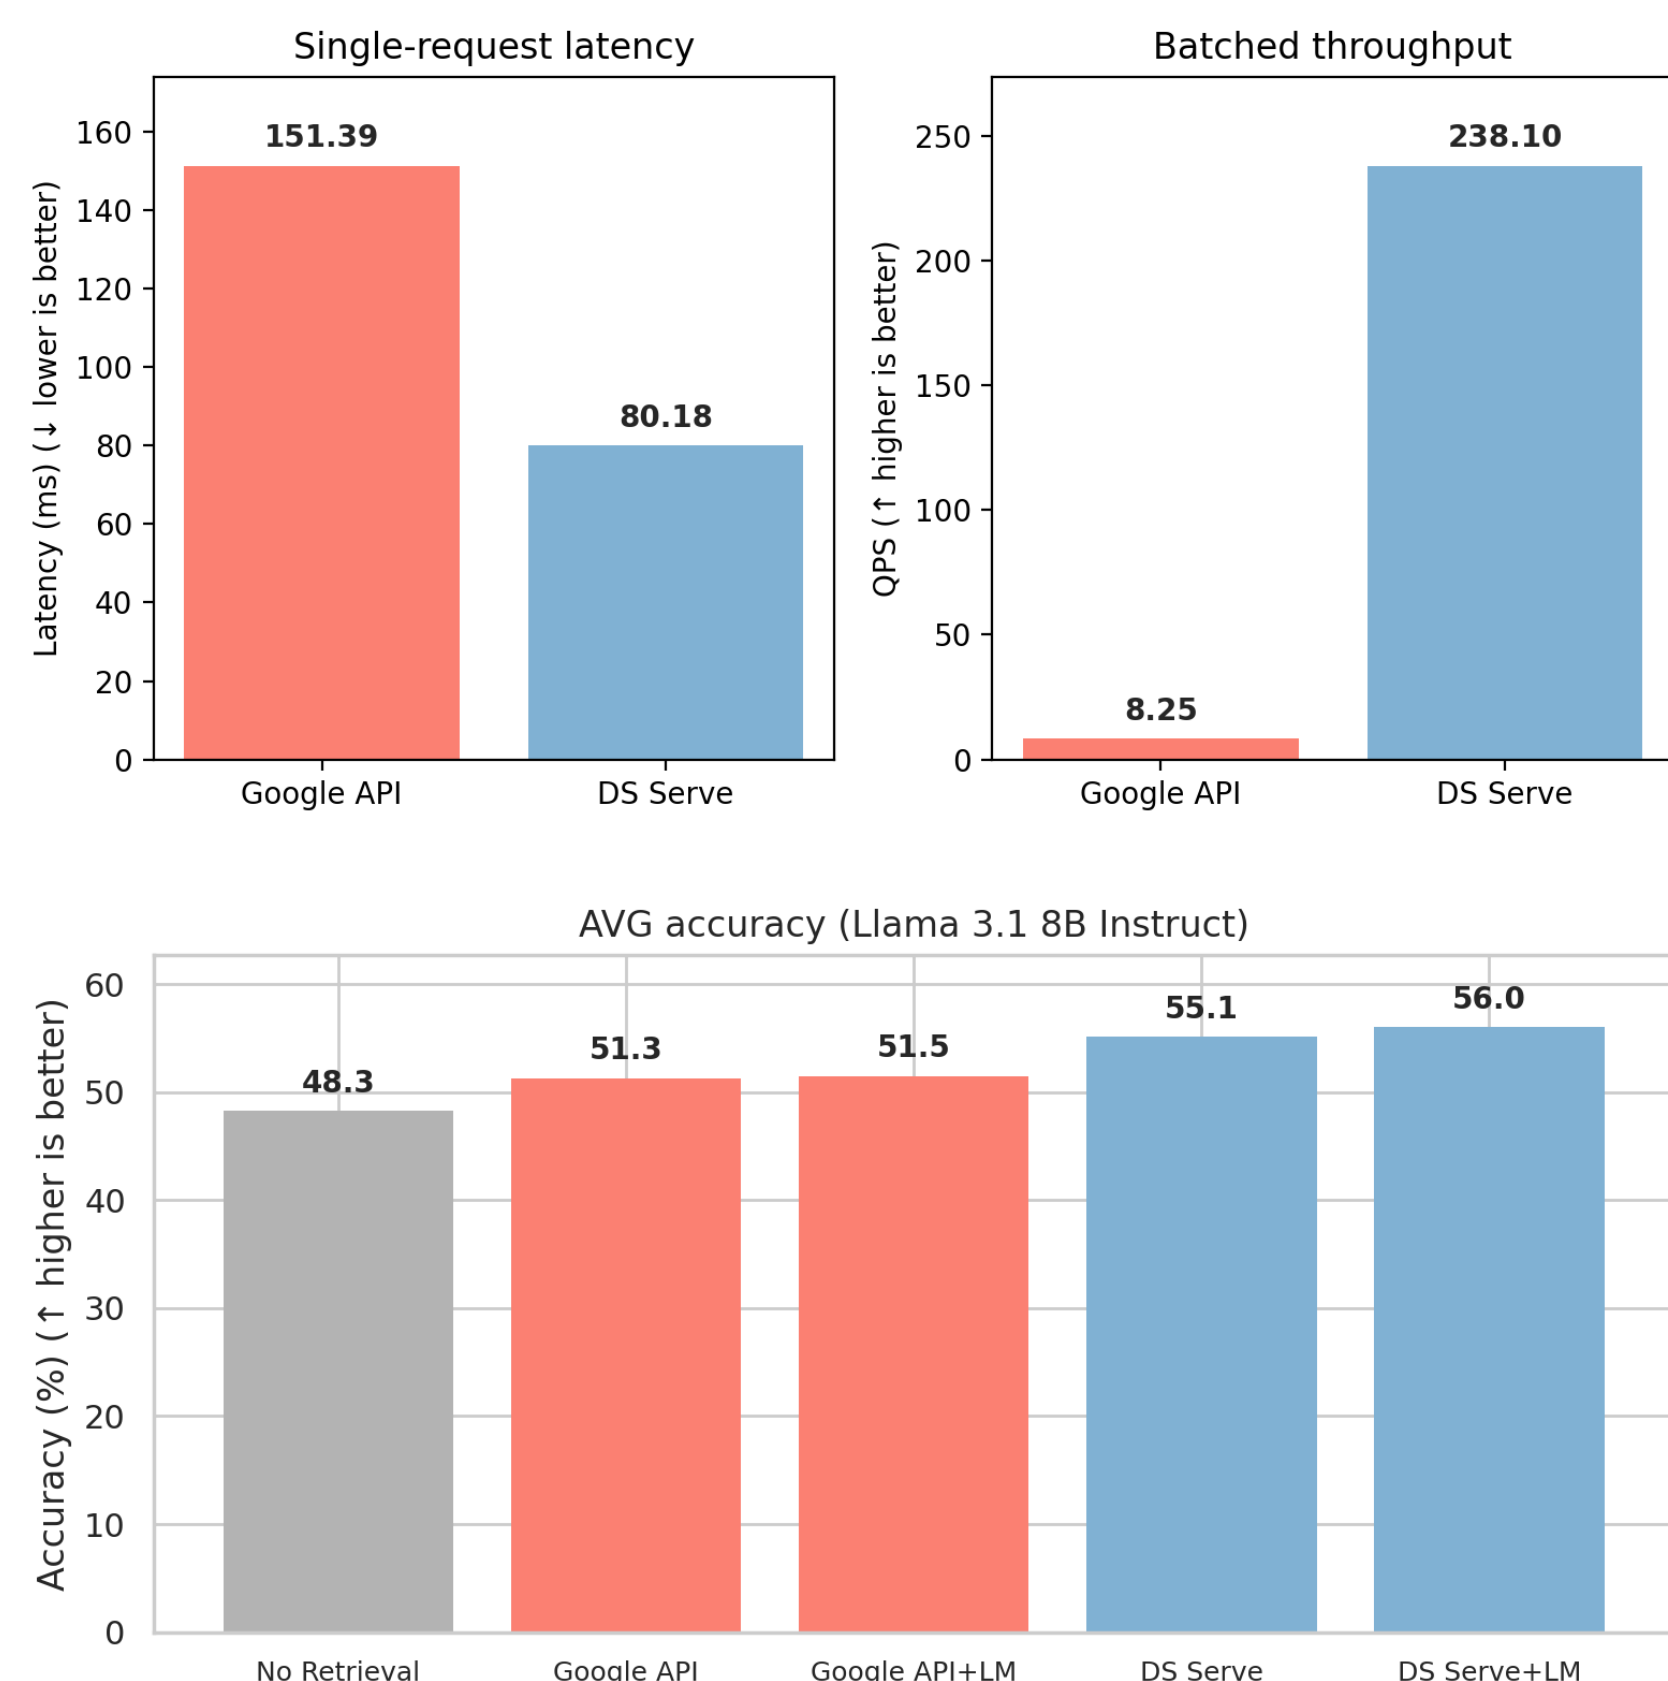 Single-request latency
Latency (ms) (↓ lower is better)
160
140
120
100
80
60
40
20
0
151.39
80.18
Google API
DS Serve
Batched throughput
QPS (↑ higher is better)
250
200
150
100
50
0
8.25
238.10
Google API
DS Serve
AVG accuracy (Llama 3.1 8B Instruct)
Accuracy (%) (↑ higher is better)
60
50
40
30
20
10
0
48.3
51.3
51.5
55.1
56.0
No Retrieval
Google API
Google API+LM
DS Serve
DS Serve+LM